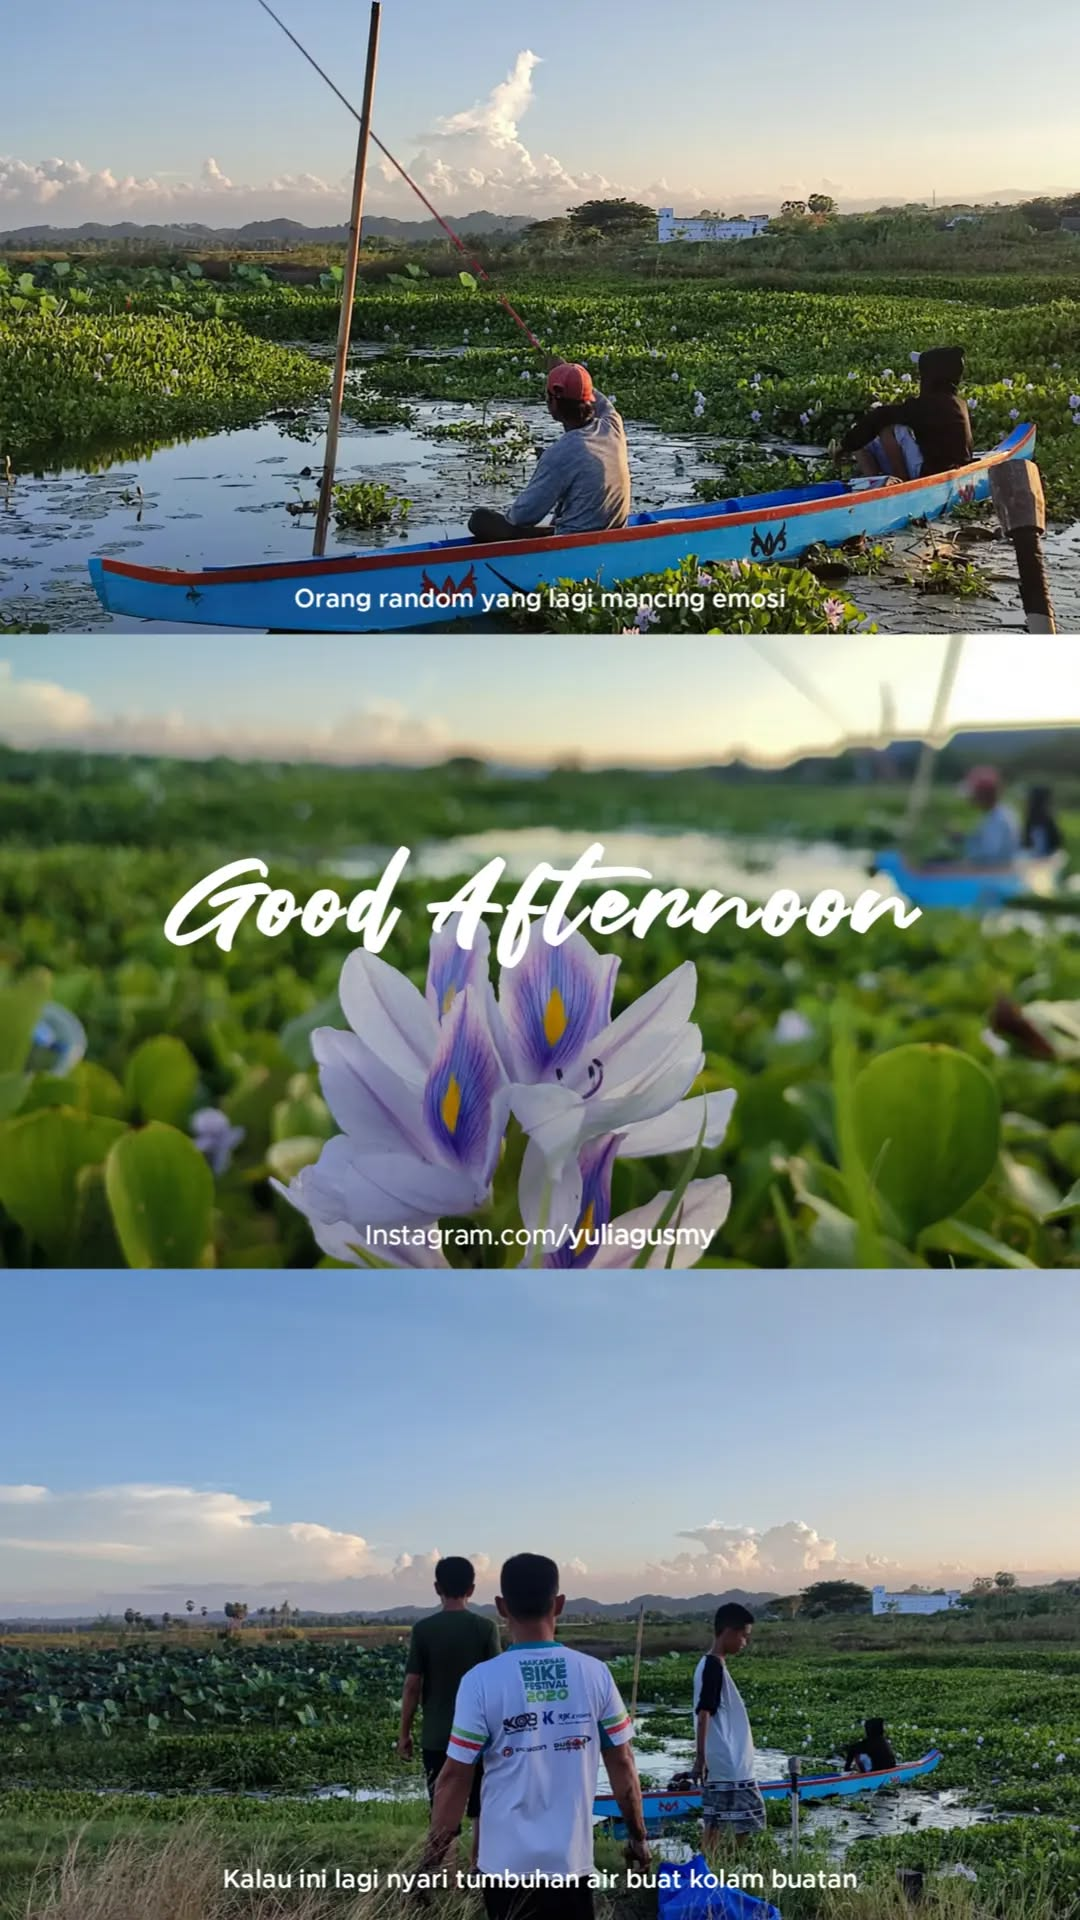 Orang random yang lagi mancing emosi
Good Afternoon
Instagram.com/yuliagusmy
MAKASSAR
BIKE
FESTIVAL
2020
Kalau ini lagi nyari tumbuhan air buat kolam buatan